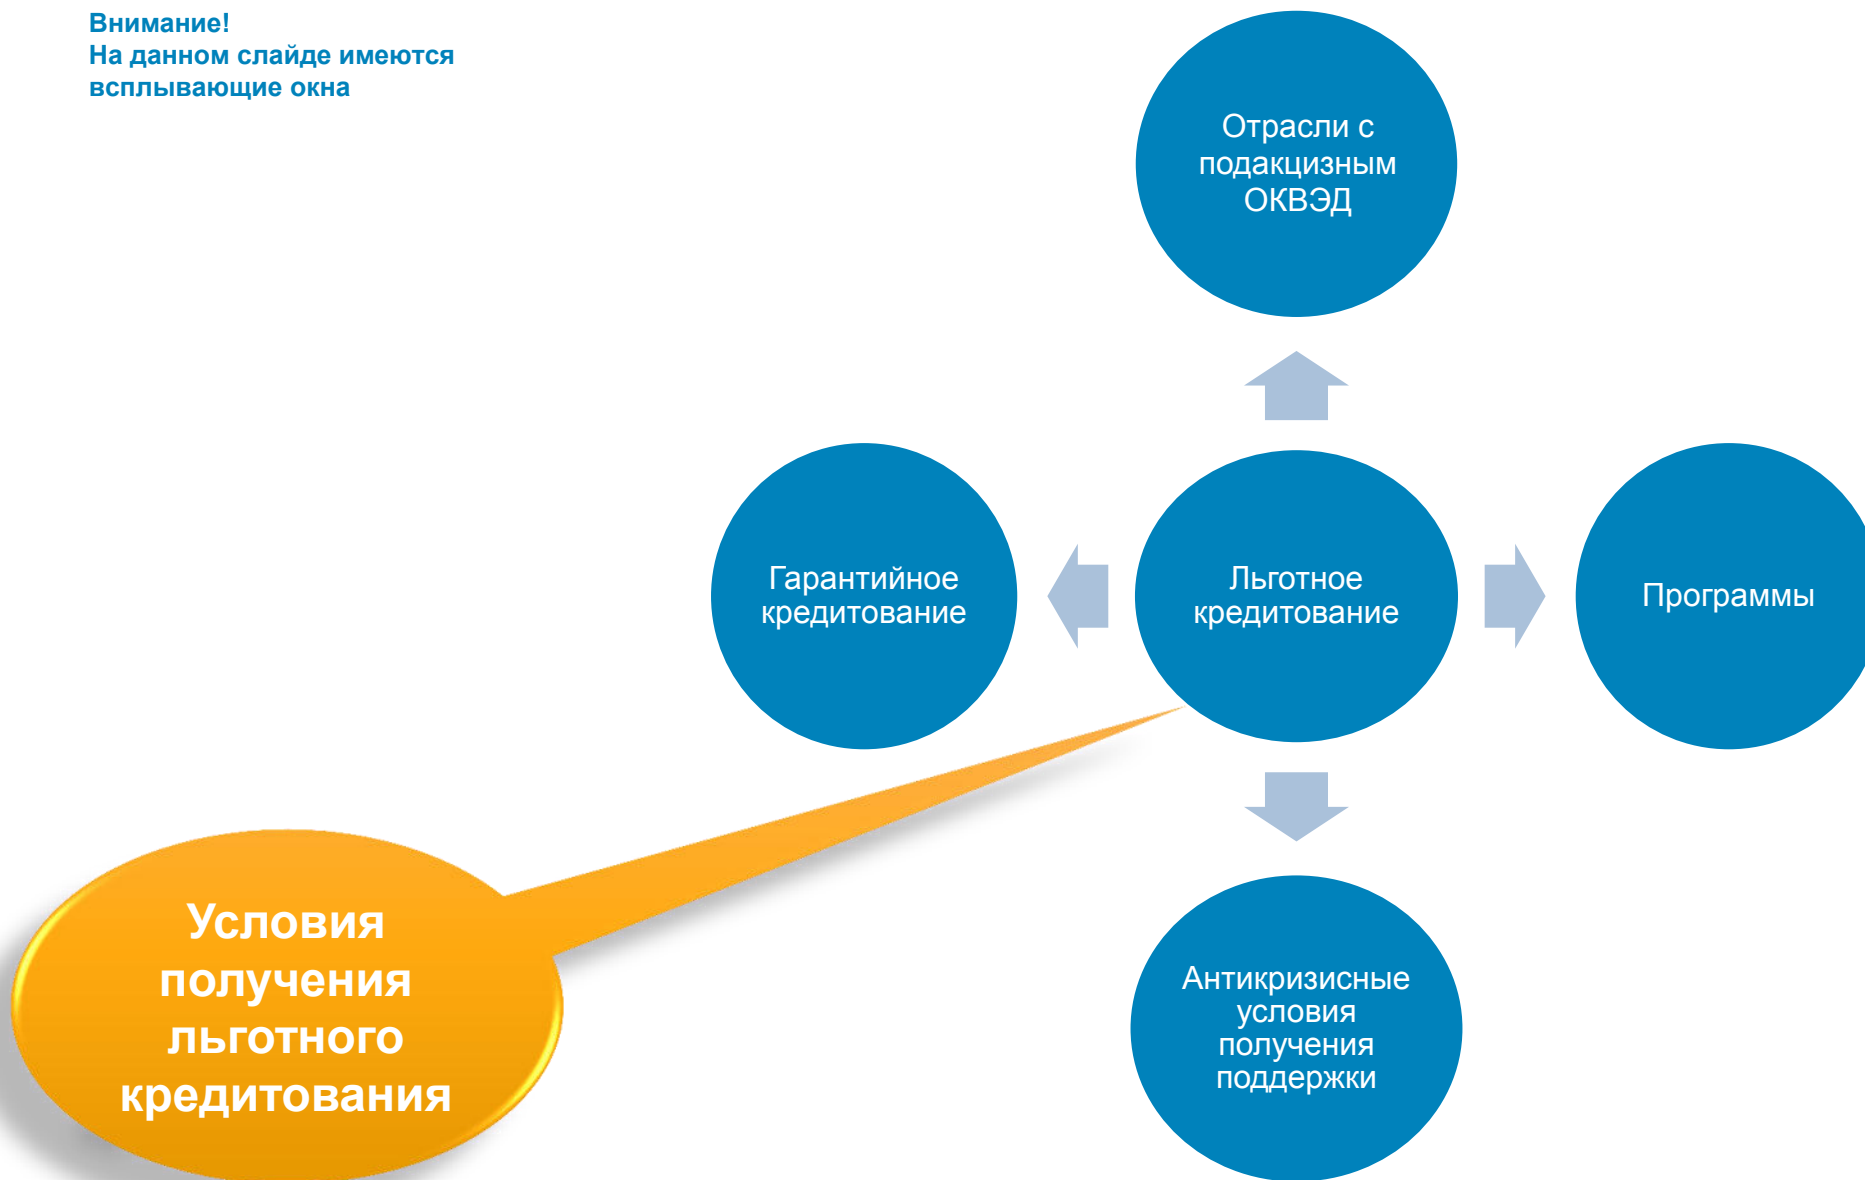 Внимание!
На данном слайде имеются
всплывающие окна
Отрасли с
подакцизным
ОКВЭД
Гарантийное
кредитование
Льготное
кредитование
Программы
Условия
получения
льготного
кредитования
Антикризисные
условия
получения
поддержки